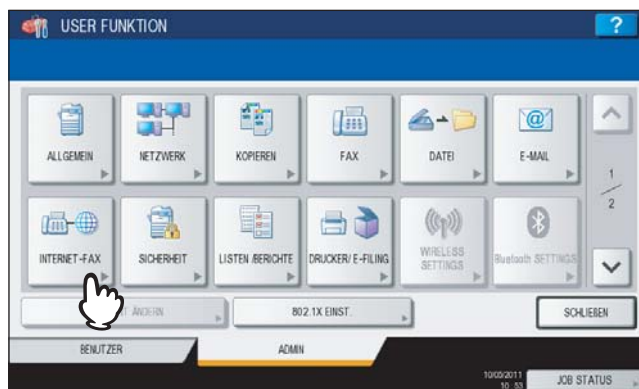 USER FUNKTION
?
ALLGEMEIN
NETZWERK
KOPIEREN
FAX
DATEI
E-MAIL
1
2
INTERNET-FAX
SICHERHEIT
LISTEN /BERICHTE
DRUCKER/ E-FILING
WIRELESS
SETTINGS
Bluetooth SETTINGS
ÄNDERN
802.1X EINST.
SCHLIEßEN
BENUTZER
ADMIN
10/03/2011
10 53
JOB STATUS